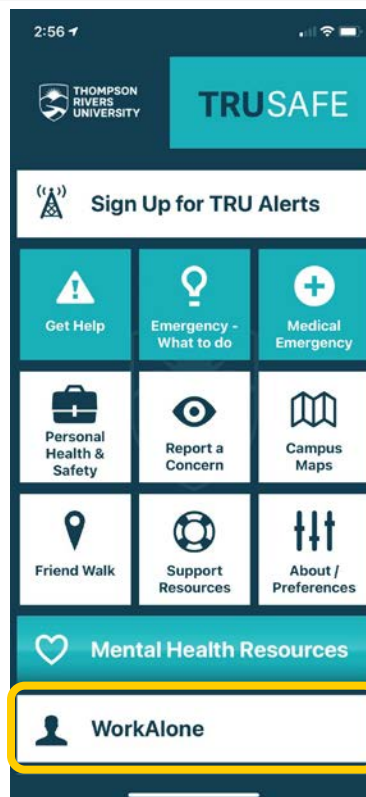 2:56
THOMPSON
RIVERS
UNIVERSITY
TRUSAFE
Sign Up for TRU Alerts
Get Help
Emergency -
What to do
Medical
Emergency
Personal
Health &
Safety
Report a
Concern
Campus
Maps
Friend Walk
Support
Resources
About /
Preferences
Mental Health Resources
WorkAlone